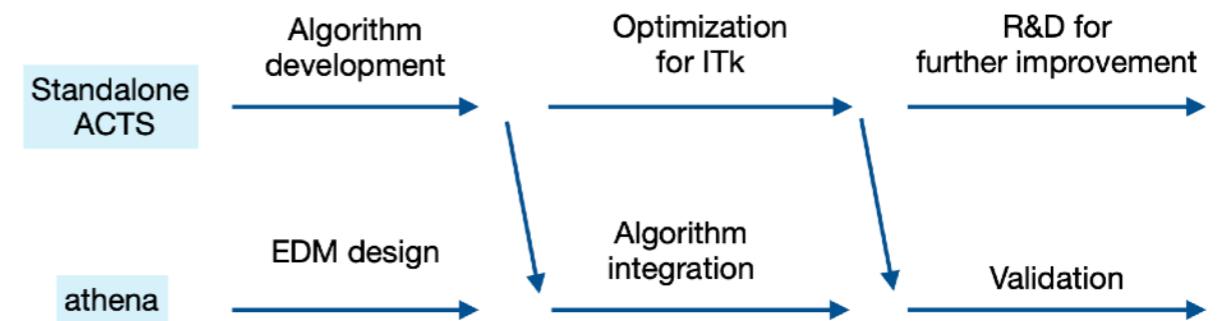 Algorithm
development
Optimization
for ITk
R&D for
further improvement
Standalone
ACTS
EDM design
Algorithm
integration
Validation
athena